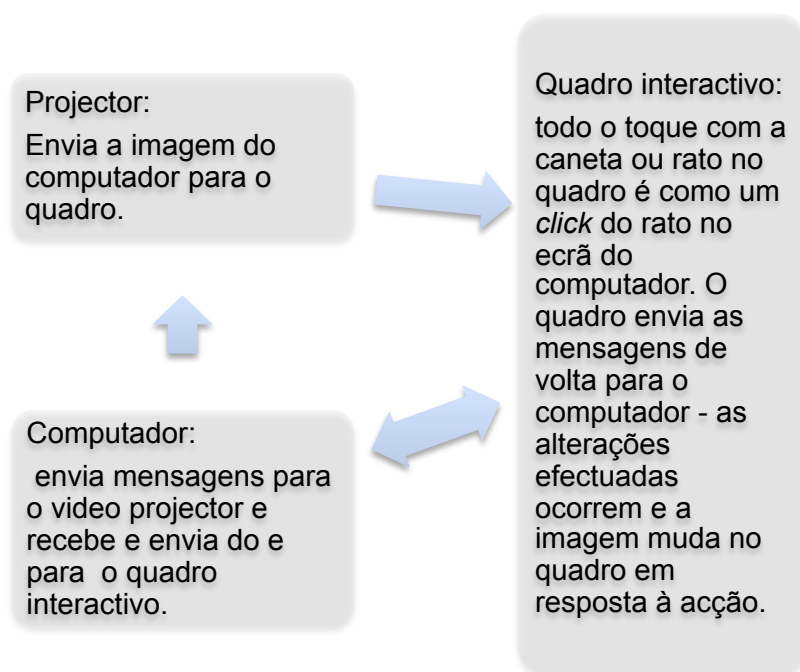 Projector:
Envia a imagem do
computador para o
quadro.
Computador:
envia mensagens para
o video projector e
recebe e envia do e
para o quadro
interactivo.
Quadro interactivo:
todo o toque com a
caneta ou rato no
quadro é como um
click do rato no
ecrã do
computador. O
quadro envia as
mensagens de
volta para o
computador - as
alterações
efectuadas
ocorrem e a
imagem muda no
quadro em
resposta à acção.